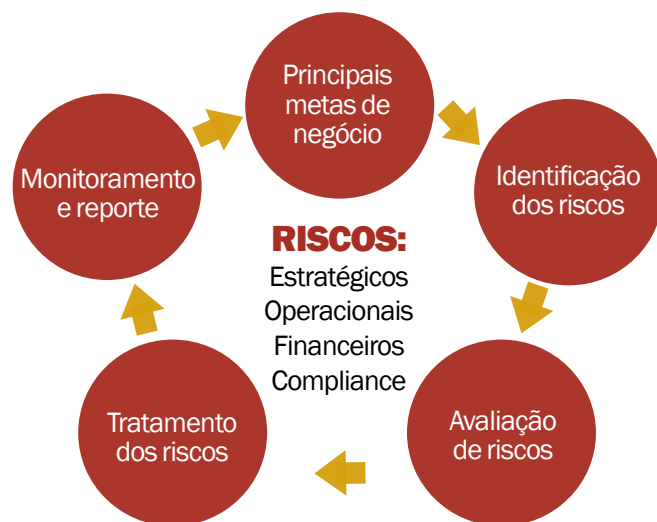 Principais
metas de
negócio
Identificação
dos riscos
Avaliação
de riscos
Tratamento
dos riscos
Monitoramento
e reporte
RISCOS:
Estratégicos
Operacionais
Financeiros
Compliance